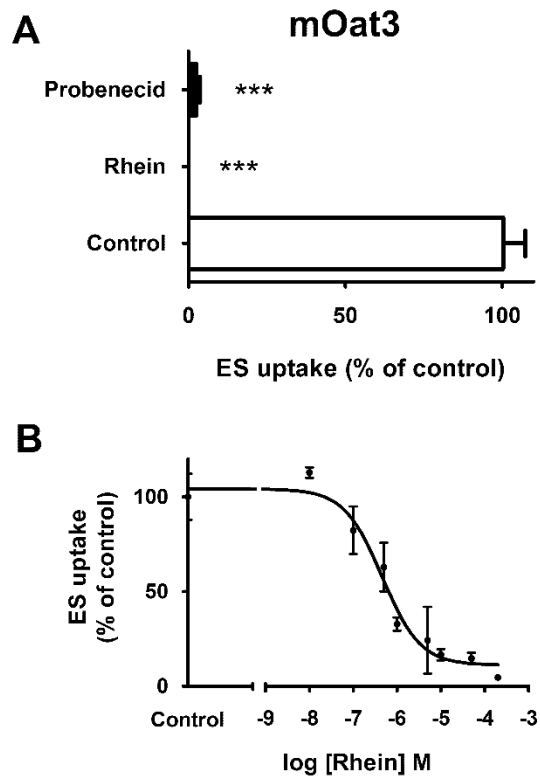 A
mOat3
Probenecid
***
Rhein
***
Control
0
50
100
ES uptake (% of control)
B
ES uptake
(% of control)
100
50
0
Control
-9
-8
-7
-6
-5
-4
-3
log [Rhein] M